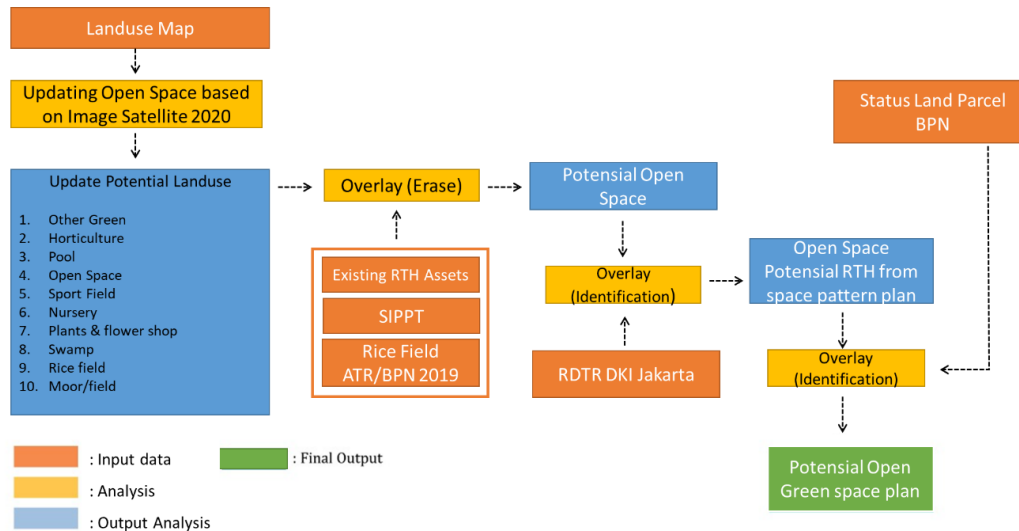 Landuse Map
Updating Open Space based
on Image Satellite 2020
Status Land Parcel
BPN
Update Potential Landuse
1. Other Green
2. Horticulture
3. Pool
4. Open Space
5. Sport Field
6. Nursery
7. Plants & flower shop
8. Swamp
9. Rice field
10. Moor/field
Overlay (Erase)
Existing RTH Assets
SIPPT
Rice Field
ATR/BPN 2019
Potensial Open
Space
Overlay
(Identification)
RDTR DKI Jakarta
Open Space
Potensial RTH from
space pattern plan
Overlay
(Identification)
Potensial Open
Green space plan
: Input data
: Final Output
: Analysis
: Output Analysis